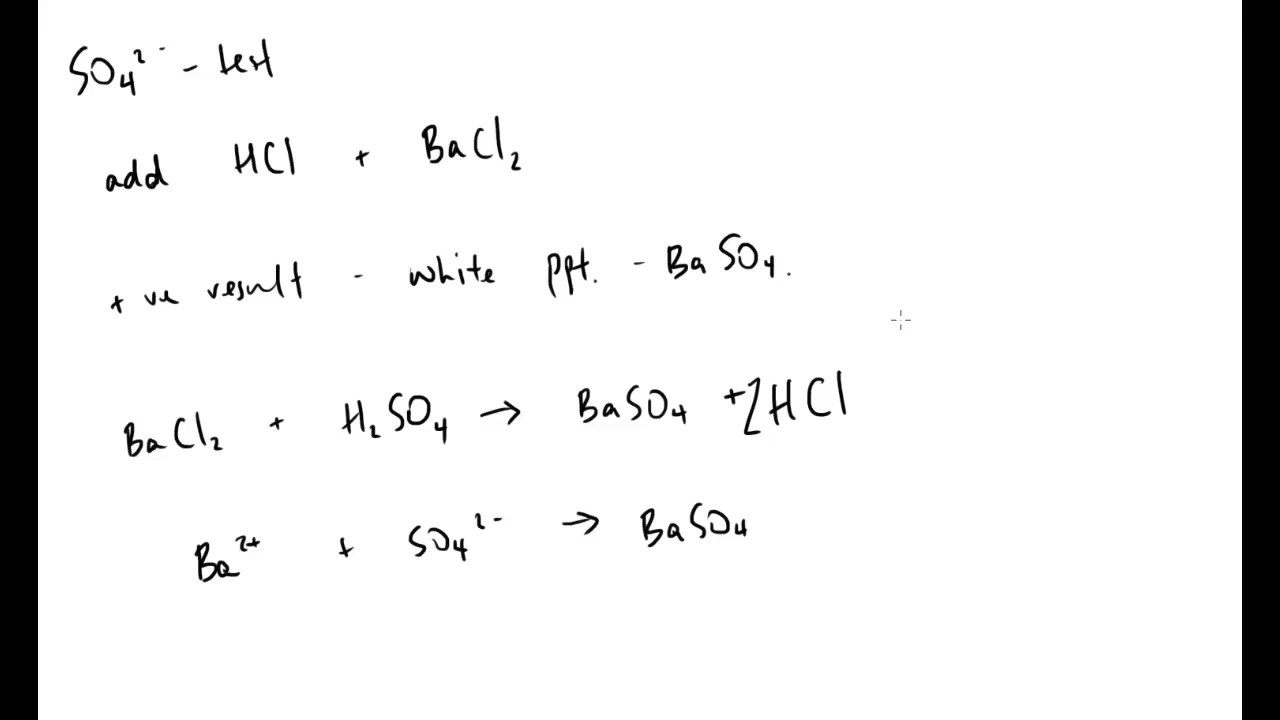 SO₄²⁻ - test
add HCl + BaCl₂
+ve result - white ppt. - BaSO₄.
BaCl₂ + H₂SO₄ → BaSO₄ + 2HCl
Ba²⁺ + SO₄²⁻ → BaSO₄